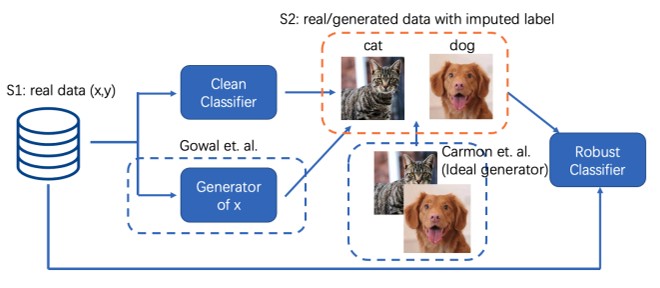 S2: real/generated data with imputed label
cat
dog
S1: real data (x,y)
Clean
Classifier
Gowal et. al.
Generator
of x
Carmon et. al.
(Ideal generator)
Robust
Classifier